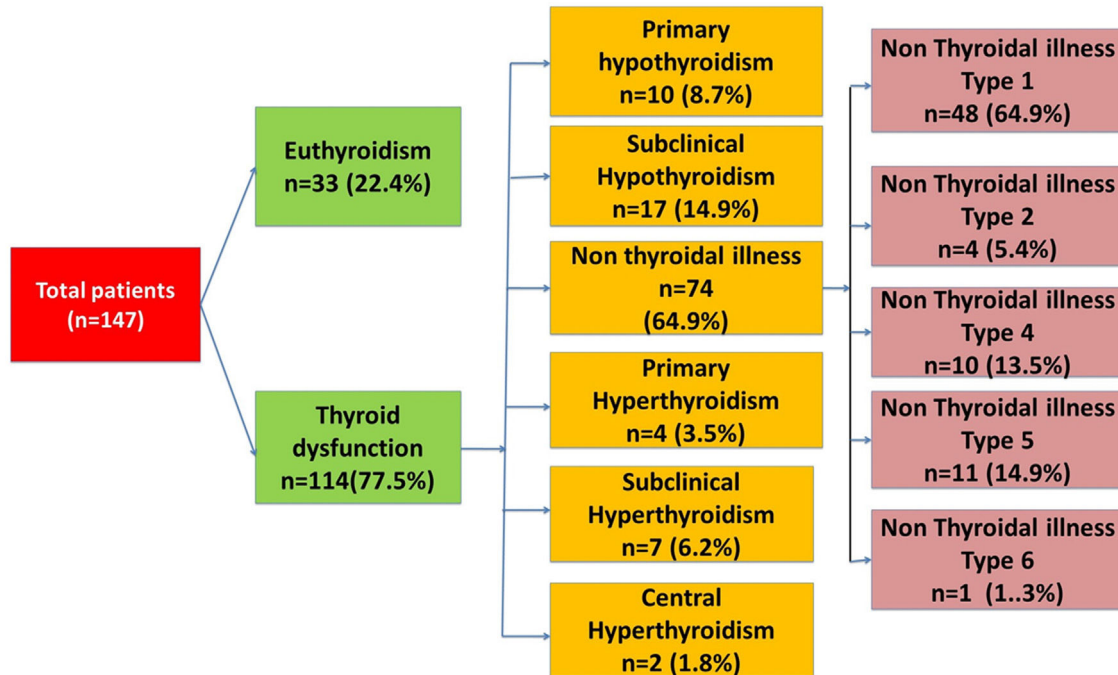 Total patients
(n=147)
Euthyroidism
n=33 (22.4%)
Thyroid
dysfunction
n=114(77.5%)
Primary
hypothyroidism
n=10 (8.7%)
Subclinical
Hypothyroidism
n=17 (14.9%)
Non thyroidal illness
n=74
(64.9%)
Primary
Hyperthyroidism
n=4 (3.5%)
Subclinical
Hyperthyroidism
n=7 (6.2%)
Central
Hyperthyroidism
n=2 (1.8%)
Non Thyroidal illness
Type 1
n=48 (64.9%)
Non Thyroidal illness
Type 2
n=4 (5.4%)
Non Thyroidal illness
Type 4
n=10 (13.5%)
Non Thyroidal illness
Type 5
n=11 (14.9%)
Non Thyroidal illness
Type 6
n=1 (1..3%)